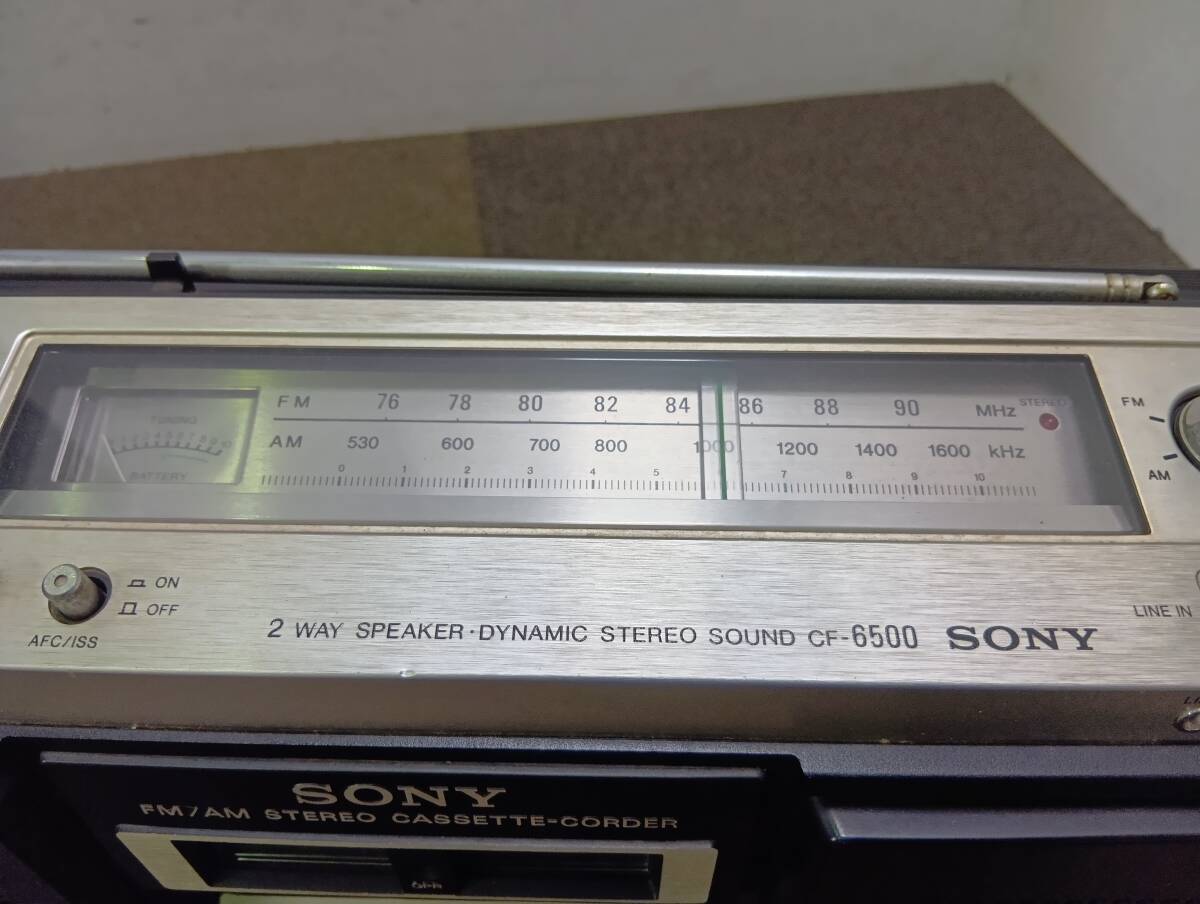 TUNING
BATTERY
FM 76 78 80 82 84 86 88 90 MHz
AM 530 600 700 800 1000 1200 1400 1600 kHz
0 1 2 3 4 5 7 8 9 10
STEREO
FM
AM
ON
OFF
AFC/ISS
2 WAY SPEAKER·DYNAMIC STEREO SOUND CF-6500 SONY
LINE IN
SONY
FM/AM STEREO CASSETTE-CORDER